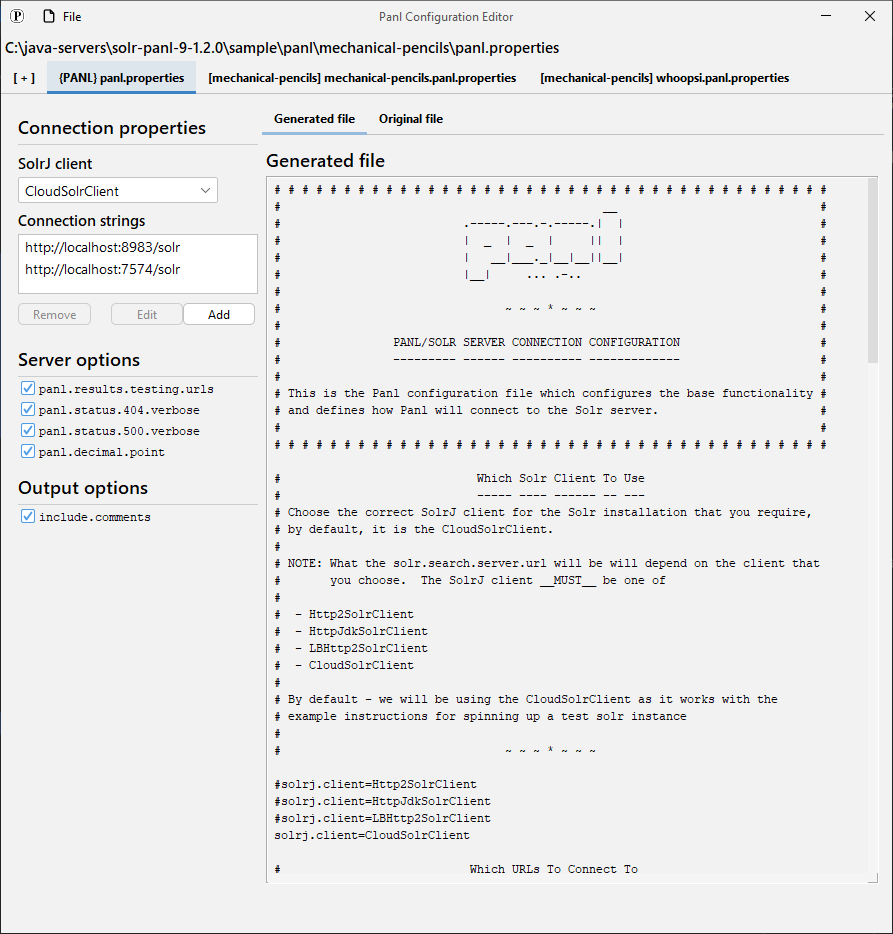 P File Panl Configuration Editor
C:\java-servers\solr-panl-9-1.2.0\sample\panl\mechanical-pencils\panl.properties
[ + ] {PANL} panl.properties [mechanical-pencils] mechanical-pencils.panl.properties [mechanical-pencils] whoopsi.panl.properties
Connection properties
SolrJ client
CloudSolrClient
Connection strings
http://localhost:8983/solr
http://localhost:7574/solr
Remove Edit Add
Server options
panl.results.testing.urls
panl.status.404.verbose
panl.status.500.verbose
panl.decimal.point
Output options
include.comments
Generated file Original file
Generated file
# # # # # # # # # # # # # # # # # # # # # # # # # # # # # # # # # # # # # # # #
#                                              __                             #
#                          .-----.---.-.-----.|  |                            #
#                          |  _  |  _  |     ||  |                            #
#                          |   __|___._|__|__||__|                            #
#                          |__|     ... .-..                                  #
#                                                                             #
#                                ~ ~ ~ * ~ ~ ~                                #
#                                                                             #
#                PANL/SOLR SERVER CONNECTION CONFIGURATION                    #
#                --------- ------ ---------- -------------                    #
#                                                                             #
# This is the Panl configuration file which configures the base functionality #
# and defines how Panl will connect to the Solr server.                       #
#                                                                             #
# # # # # # # # # # # # # # # # # # # # # # # # # # # # # # # # # # # # # # # #
#                            Which Solr Client To Use
#                            ----- ---- ------ -- ---
# Choose the correct SolrJ client for the Solr installation that you require,
# by default, it is the CloudSolrClient.
#
# NOTE: What the solr.search.server.url will be will depend on the client that
#       you choose.  The SolrJ client __MUST__ be one of
#
#  - Http2SolrClient
#  - HttpJdkSolrClient
#  - LBHttp2SolrClient
#  - CloudSolrClient
#
# By default - we will be using the CloudSolrClient as it works with the
# example instructions for spinning up a test solr instance
#
#                                ~ ~ ~ * ~ ~ ~
#solrj.client=Http2SolrClient
#solrj.client=HttpJdkSolrClient
#solrj.client=LBHttp2SolrClient
solrj.client=CloudSolrClient
#                           Which URLs To Connect To